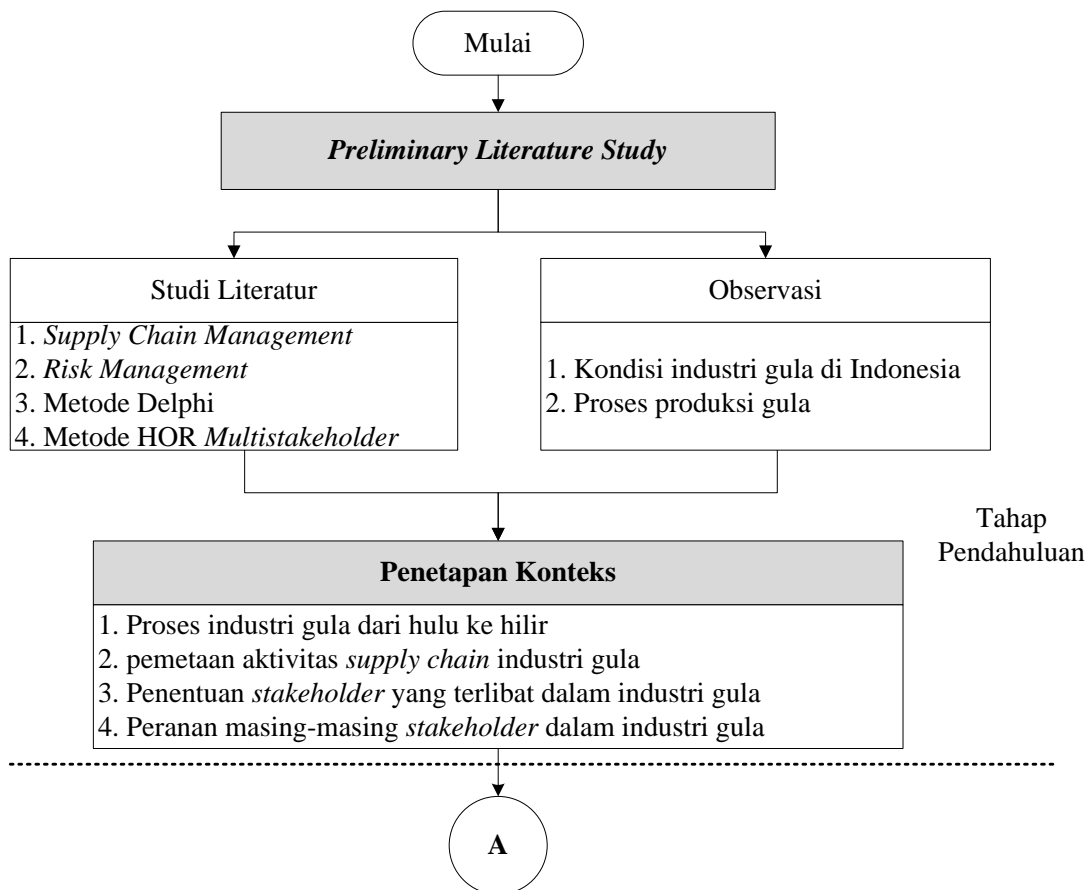 Mulai
Preliminary Literature Study
Studi Literatur
1. Supply Chain Management
2. Risk Management
3. Metode Delphi
4. Metode HOR Multistakeholder
Observasi
1. Kondisi industri gula di Indonesia
2. Proses produksi gula
Tahap
Pendahuluan
Penetapan Konteks
1. Proses industri gula dari hulu ke hilir
2. pemetaan aktivitas supply chain industri gula
3. Penentuan stakeholder yang terlibat dalam industri gula
4. Peranan masing-masing stakeholder dalam industri gula
A